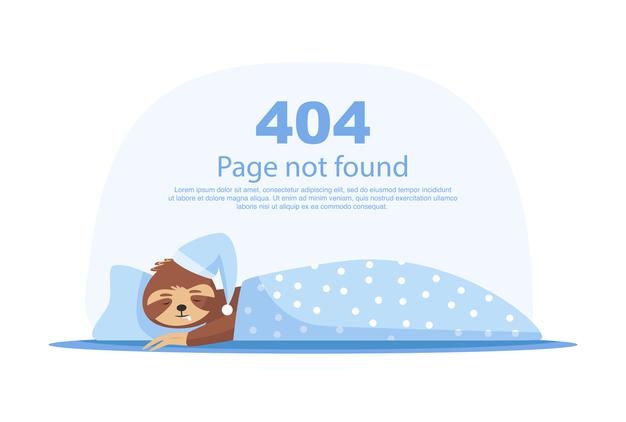 404
Page not found
Lorem ipsum dolor sit amet, consectetur adipiscing elit, sed do eiusmod tempor incididunt
ut labore et dolore magna aliqua. Ut enim ad minim veniam, quis nostrud exercitation ullamco
laboris nisi ut aliquip ex ea commodo consequat.